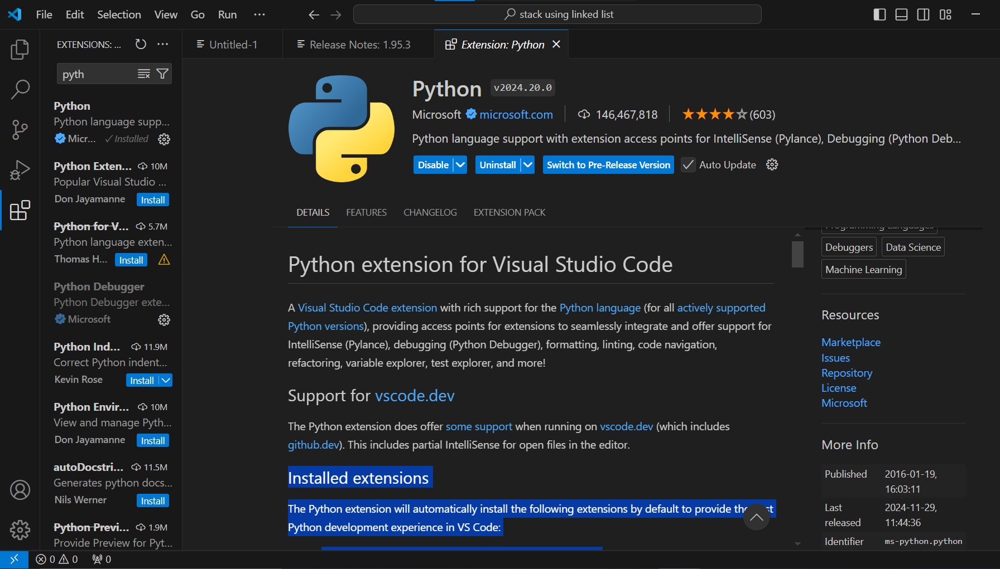 File Edit Selection View Go Run ···
stack using linked list
EXTENSIONS: ...
Untitled-1
Release Notes: 1.95.3
Extension: Python
pyth
Python
Python language supp...
Micr... ✓Installed
Python Exten... 10M
Popular Visual Studio ...
Don Jayamanne Install
Python for V... 5.7M
Python language exten...
Thomas H... Install
Python Debugger
Python Debugger exte...
Microsoft
Python Ind... 11.9M
Correct Python indent...
Kevin Rose Install
Python Envir... 10M
View and manage Pyth...
Don Jayamanne Install
autoDocstri... 11.5M
Generates python docs...
Nils Werner Install
Python Previ... 1.9M
Provide Preview for Pyt...
Python v2024.20.0
Microsoft microsoft.com 146,467,818 (603)
Python language support with extension access points for IntelliSense (Pylance), Debugging (Python Deb...
Disable Uninstall Switch to Pre-Release Version Auto Update
DETAILS FEATURES CHANGELOG EXTENSION PACK
Python extension for Visual Studio Code
A Visual Studio Code extension with rich support for the Python language (for all actively supported
Python versions), providing access points for extensions to seamlessly integrate and offer support for
IntelliSense (Pylance), debugging (Python Debugger), formatting, linting, code navigation,
refactoring, variable explorer, test explorer, and more!
Support for vscode.dev
The Python extension does offer some support when running on vscode.dev (which includes
github.dev). This includes partial IntelliSense for open files in the editor.
Installed extensions
The Python extension will automatically install the following extensions by default to provide the
Python development experience in VS Code:
Programming Languages
Debuggers Data Science
Machine Learning
Resources
Marketplace
Issues
Repository
License
Microsoft
More Info
Published 2016-01-19,
16:03:11
Last 2024-11-29,
released 11:44:36
Identifier ms-python.python
0 0 0